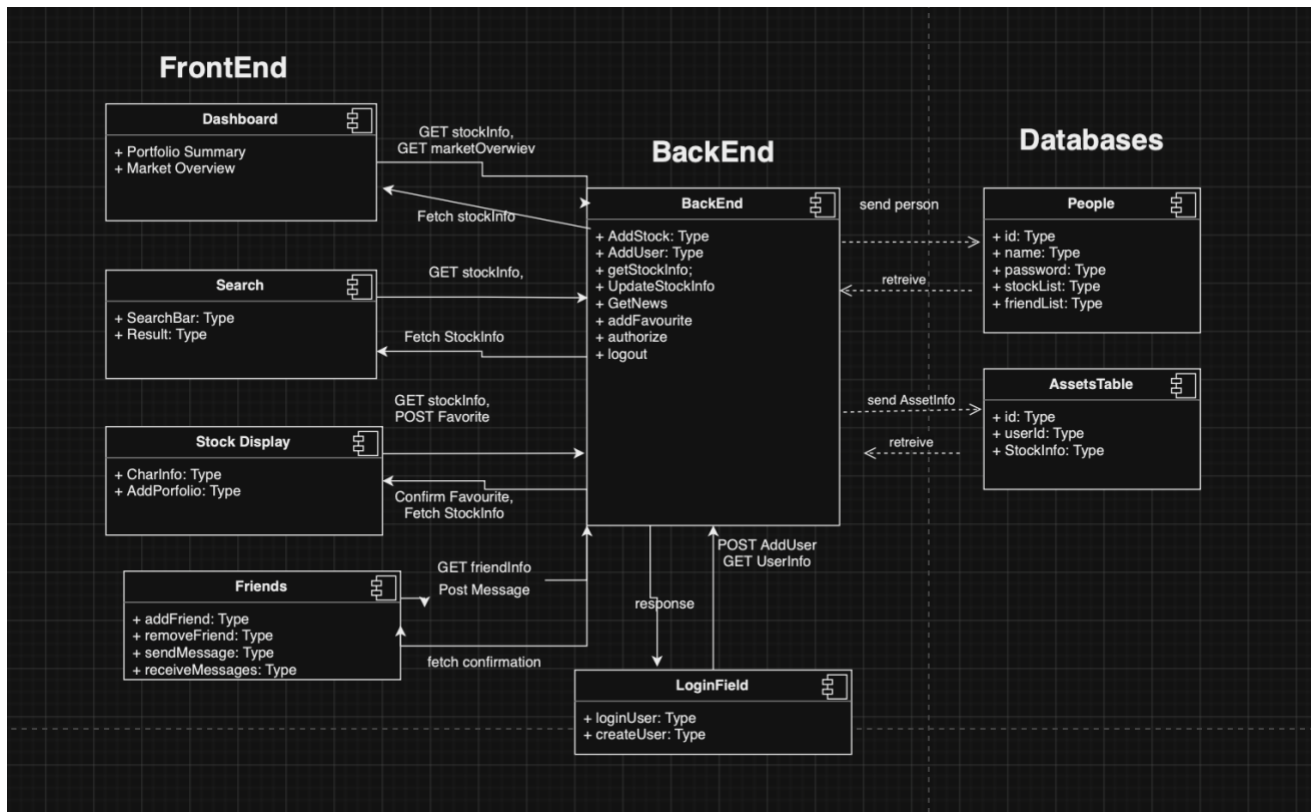 FrontEnd
Dashboard
+ Portfolio Summary
+ Market Overview
GET stockInfo,
GET marketOverwiev
Fetch stockInfo
Search
+ SearchBar: Type
+ Result: Type
GET stockInfo,
Fetch StockInfo
Stock Display
+ CharInfo: Type
+ AddPorfolio: Type
GET stockInfo,
POST Favorite
Confirm Favourite,
Fetch StockInfo
Friends
+ addFriend: Type
+ removeFriend: Type
+ sendMessage: Type
+ receiveMessages: Type
GET friendInfo
Post Message
fetch confirmation
BackEnd
BackEnd
+ AddStock: Type
+ AddUser: Type
+ getStockInfo;
+ UpdateStockInfo
+ GetNews
+ addFavourite
+ authorize
+ logout
response
POST AddUser
GET UserInfo
LoginField
+ loginUser: Type
+ createUser: Type
Databases
send person
retreive
People
+ id: Type
+ name: Type
+ password: Type
+ stockList: Type
+ friendList: Type
send AssetInfo
retreive
AssetsTable
+ id: Type
+ userId: Type
+ StockInfo: Type